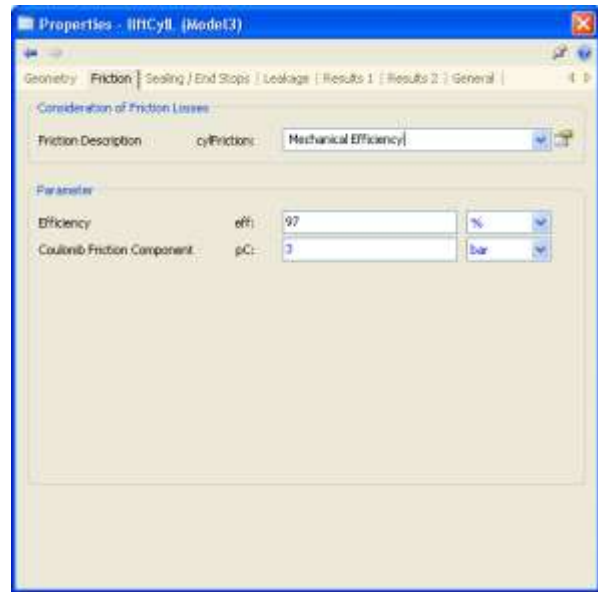 Properties - liftCylL (Model3)
Geometry Friction Sealing / End Stops Leakage Results 1 Results 2 General
Consideration of Friction Losses
Friction Description cylFriction: Mechanical Efficiency
Parameter
Efficiency eff: 97 %
Coulomb Friction Component pC: 3 bar